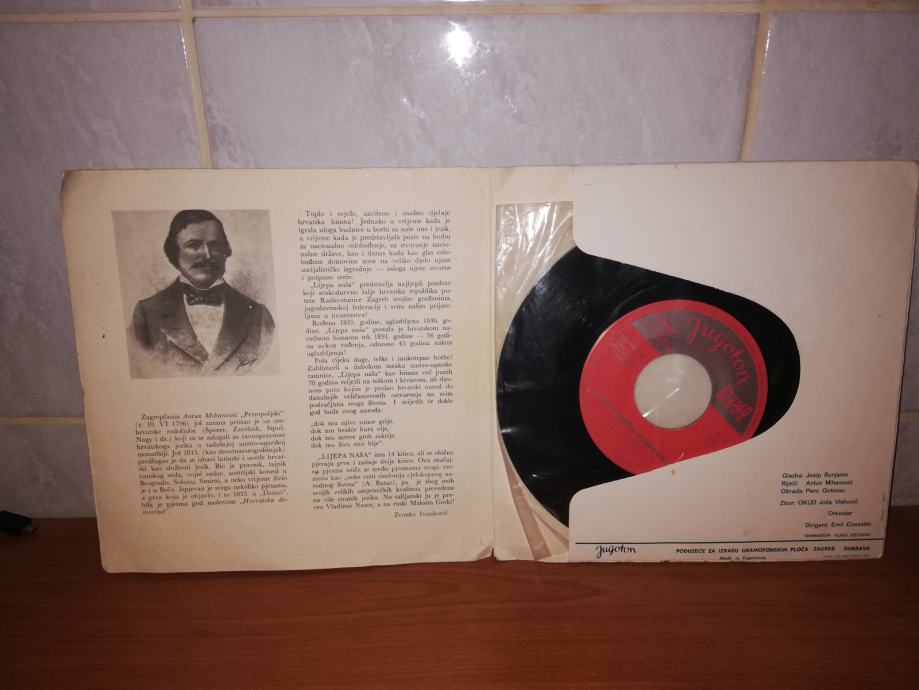 Zagrepčanin Antun Mihanović „Petropoljski"
(r. 10. VI 1796) još zarana pristao je uz one
hrvatske rodoljube (Šporer, Završnik, Sipuš,
Nagy i dr.) koji su se zalagali za ravnopravnost
hrvatskoga jezika u tadašnjoj austro-ugarskoj
monarhiji. Još 1815. (kao devetnaestgodišnjak)
predlagao je da se izbaci latinski i uvede hrvat-
ski kao službeni jezik. Bio je pravnik, tajnik
banskog stola, vojni sudac, austrijski konzul u
Beogradu, Solunu, Smirni, a neko vrijeme živio
je i u Beču. Ispjevao je svega nekoliko pjesama,
prva koju je objavio, i to 1835. u „Danici",
bila je pjesma pod naslovom „Horvatska do-
movina".
Toplo i svježe, uzvišeno i snažno djeluje
hrvatska himna! Jednako u vrijeme kada je
igrala ulogu budnice u borbi za naše ime i jezik,
u vrijeme kada je predstavljala poziv na borbu
za nacionalno oslobođenje, za stvaranje nacio-
nalne države, kao i danas kada kao glas oslo-
bođene domovine zove na veliko djelo njene
socijalističke izgradnje — zaloga njene stvarne
i potpune sreće.
„Lijepa naša" predstavlja najljepši pozdrav
koji svakodnevno šalje hrvatska republika pu-
tem Radio-stanice Zagreb svojim građanima,
jugoslavenskoj federaciji i svim našim prijate-
ljima u inozemstvu!
Rođena 1835. godine, uglazbljena 1846. go-
dine, „Lijepa naša" postala je hrvatskom na-
rodnom himnom tek 1891. godine — 56 godi-
na nakon rođenja, odnosno 45 godina nakon
uglazbljenja!
Pola vijeka duge, teške i mukotrpne borbe!
Zablistavši u dubokom mraku austro-ugarske
tamnice, „Lijepa naša" kao himna već punih
70 godina svijetli na teškom i krvavom, ali slav-
nom putu kojim je prošao hrvatski narod do
današnjih veličanstvenih ostvarenja na svim
područjima svoga života. I svijetlit će dokle
god bude ovog naroda:
„dok mu njive sunce grije,
dok mu hrašće bura vije,
dok mu mrtve grob sakrije,
dok mu živo srce bije".
„LIJEPA NAŠA" ima 14 kitica, ali se obično
pjevaju prve i zadnje dvije kitice. Ova značaj-
na pjesma ističe se među pjesmama svoga vre-
mena kao „neke vrsti simbolika cjelokupnog na-
rodnog života" (A. Barac), pa je zbog ovih
svojih velikih umjetničkih kvaliteta prevedena
na više stranih jezika. Na talijanski ju je pre-
veo Vladimir Nazor, a na ruski Maksim Gorki!
Zvonko Ivanković
Jugoton
STEREO
Glazba: Josip Runjanin
Riječi: Antun Mihanović
Obrada: Pero Gotovac
Zbor: OKUD Joža Vlahović
Orkestar
Dirigent: Emil Cossetto
Jugoton PODUZEĆE ZA IZRADU GRAMOFONSKIH PLOČA ZAGREB DUBRAVA
Made in Yugoslavia